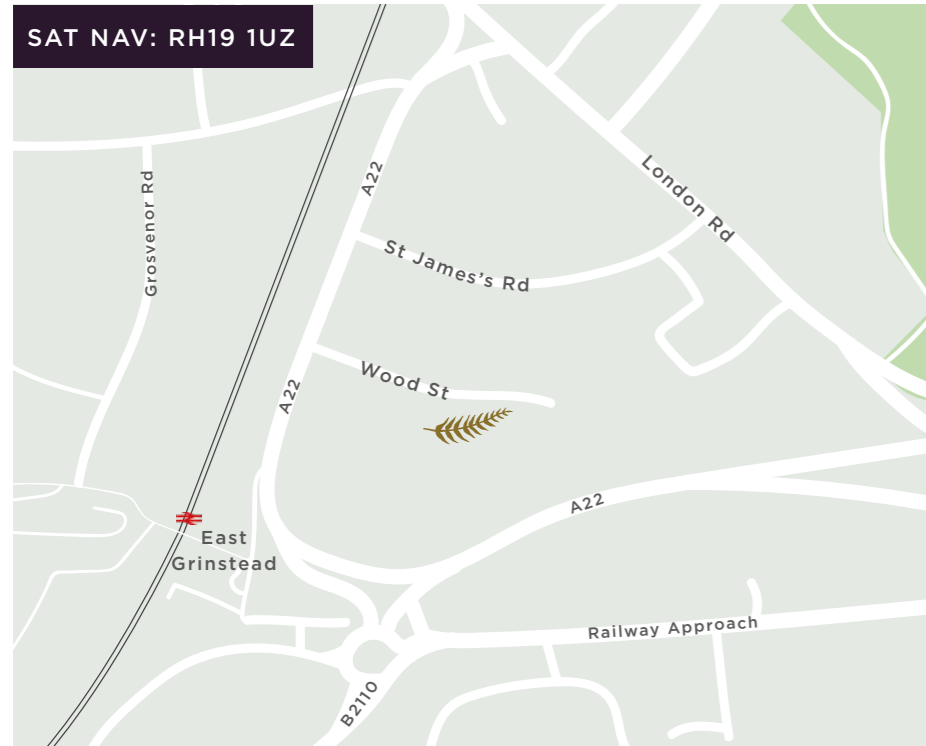 SAT NAV: RH19 1UZ
A22
London Rd
Grosvenor Rd
St James's Rd
Wood St
A22
A22
East
Grinstead
Railway Approach
B2110